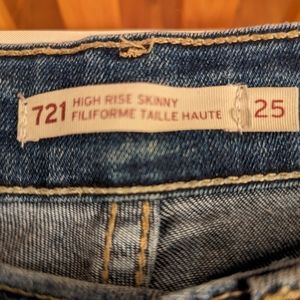 721 HIGH RISE SKINNY
FILIFORME TAILLE HAUTE
25